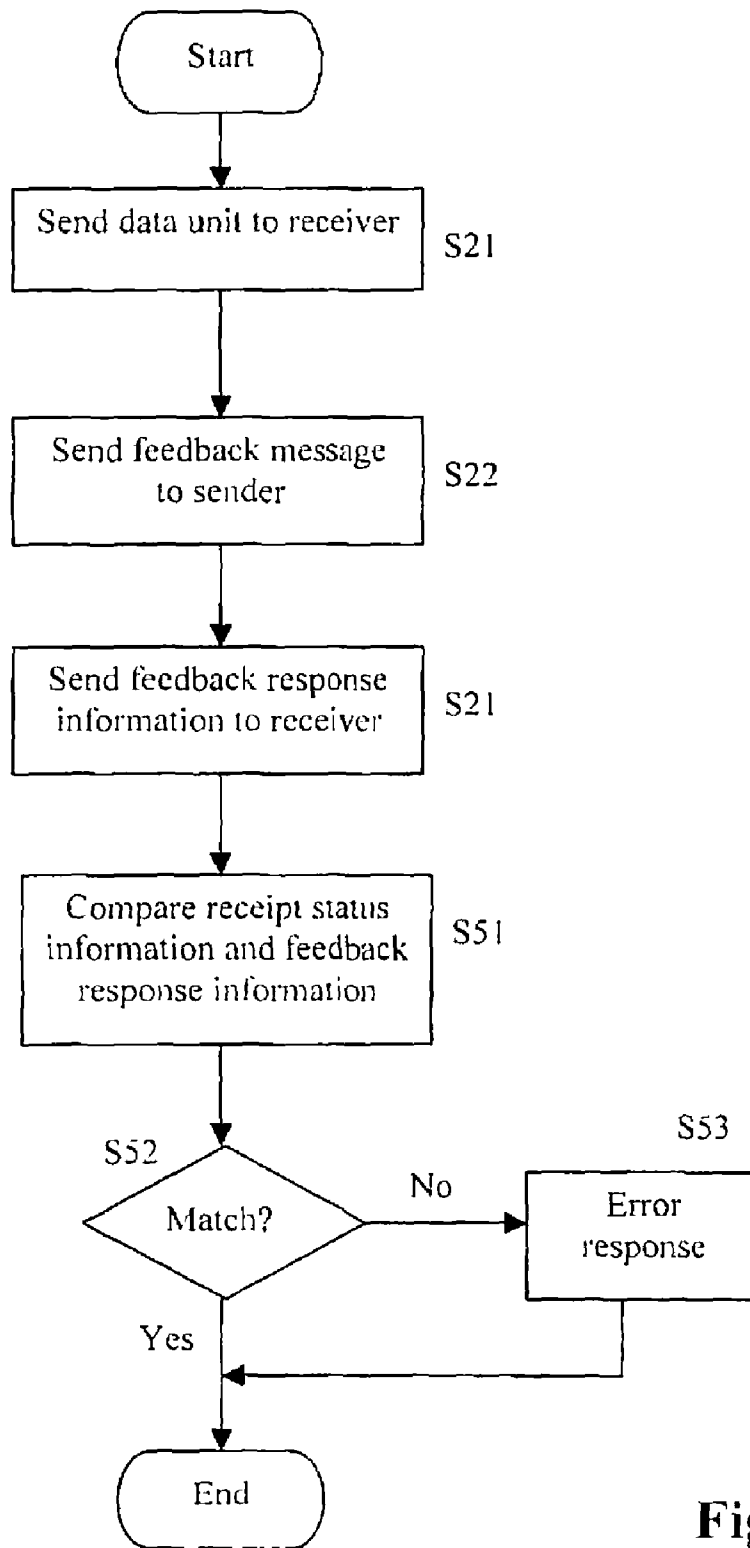 Start
Send data unit to receiver
S21
Send feedback message
to sender
S22
Send feedback response
information to receiver
S21
Compare receipt status
information and feedback
response information
S51
S52
Match?
No
S53
Error
response
Yes
End
Fig